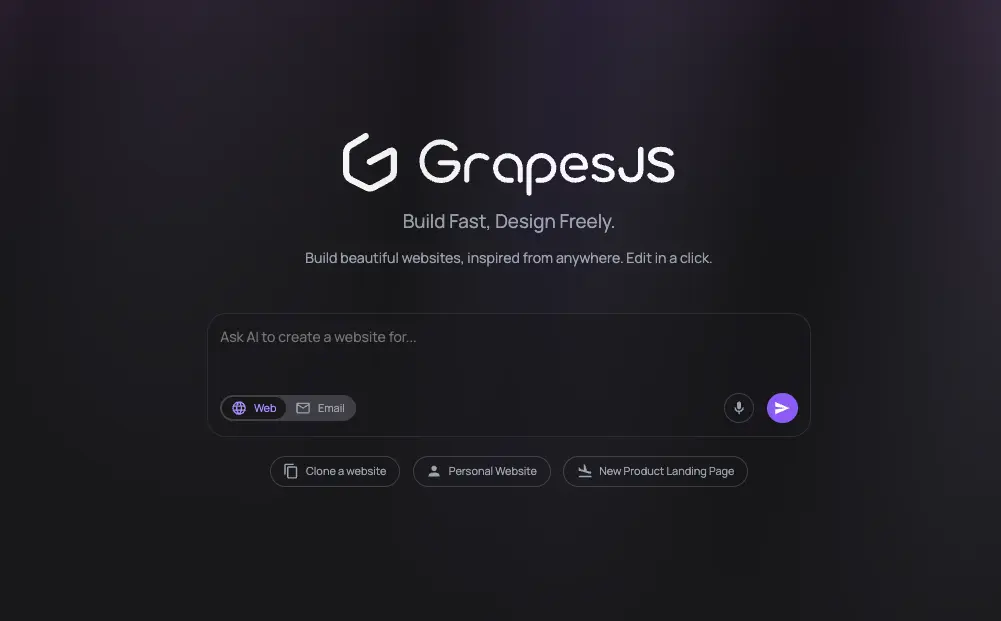 GrapesJS
Build Fast, Design Freely.
Build beautiful websites, inspired from anywhere. Edit in a click.
Ask AI to create a website for...
Web Email
Clone a website Personal Website New Product Landing Page